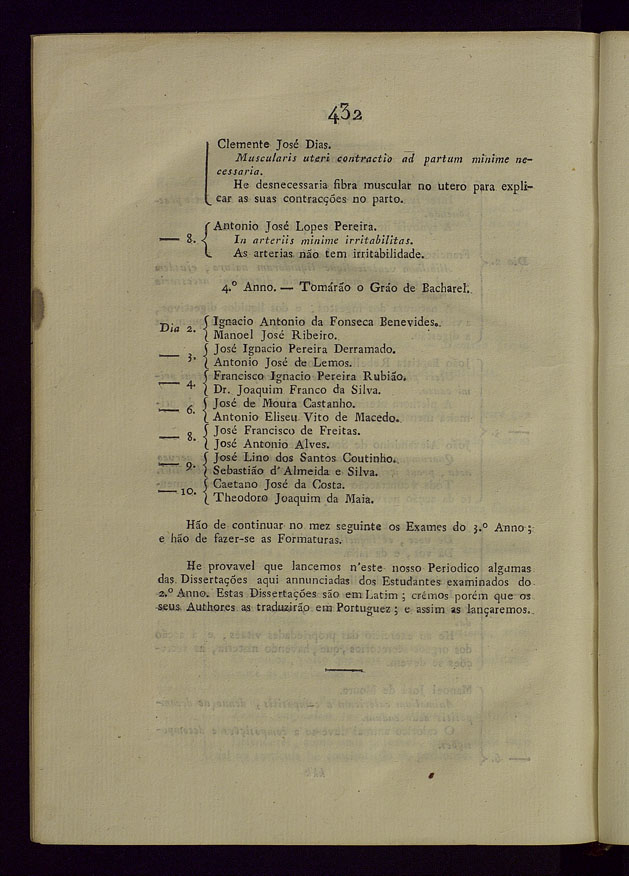 432
Clemente José Dias.
Muscularis uteri contractio ad partum minime ne-
cessaria.
He desnecessaria fibra muscular no utero para expli-
car as suas contracções no parto.
Antonio José Lopes Pereira.
— 8. In arteriis minime irritabilitas.
As arterias não tem irritabilidade.
4.º Anno. — Tomárão o Gráo de Bacharel.
Dia 2. Ignacio Antonio da Fonseca Benevides.
Manoel José Ribeiro.
— 3. José Ignacio Pereira Derramado.
Antonio José de Lemos.
— 4. Francisco Ignacio Pereira Rubião.
Dr. Joaquim Franco da Silva.
— 6. José de Moura Castanho.
Antonio Eliseu Vito de Macedo.
— 8. José Francisco de Freitas.
José Antonio Alves.
— 9. José Lino dos Santos Coutinho.
Sebastião d'Almeida e Silva.
— 10. Caetano José da Costa.
Theodoro Joaquim da Maia.
Hão de continuar no mez seguinte os Exames do 3.º Anno;
e hão de fazer-se as Formaturas.
He provavel que lancemos n'este nosso Periodico algumas
das Dissertações aqui annunciadas dos Estudantes examinados do
2.º Anno. Estas Dissertações são em Latim; crêmos porém que os
seus Authores as traduzirão em Portuguez; e assim as lançaremos.